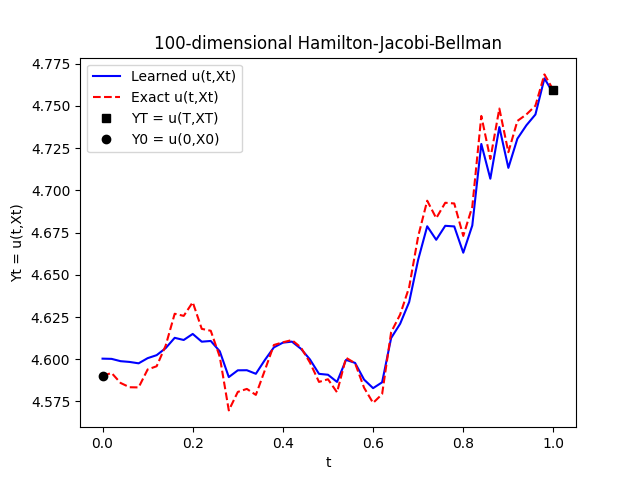 100-dimensional Hamilton-Jacobi-Bellman
4.775
4.750
4.725
4.700
4.675
4.650
4.625
4.600
4.575
Yt = u(t,Xt)
Learned u(t,Xt)
Exact u(t,Xt)
YT = u(T,XT)
Y0 = u(0,X0)
0.0 0.2 0.4 0.6 0.8 1.0
t